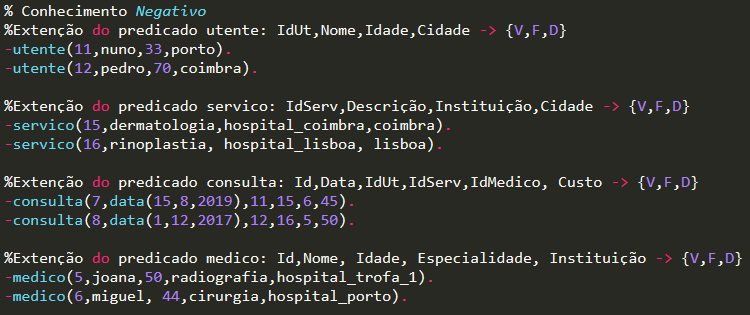 % Conhecimento Negativo
%Extenção do predicado utente: IdUt,Nome,Idade,Cidade -> {V,F,D}
-utente(11,nuno,33,porto).
-utente(12,pedro,70,coimbra).
%Extenção do predicado servico: IdServ,Descrição,Instituição,Cidade -> {V,F,D}
-servico(15,dermatologia,hospital_coimbra,coimbra).
-servico(16,rinoplastia, hospital_lisboa, lisboa).
%Extenção do predicado consulta: Id,Data,IdUt,IdServ,IdMedico, Custo -> {V,F,D}
-consulta(7,data(15,8,2019),11,15,6,45).
-consulta(8,data(1,12,2017),12,16,5,50).
%Extenção do predicado medico: Id,Nome, Idade, Especialidade, Instituição -> {V,F,D}
-medico(5,joana,50,radiografia,hospital_trofa_1).
-medico(6,miguel, 44,cirurgia,hospital_porto).